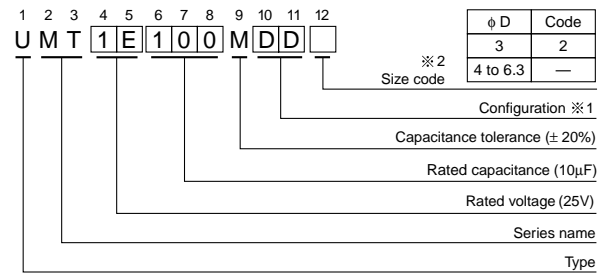 1 2 3 4 5 6 7 8 9 10 11 12
U M T 1 E 1 0 0 M D D
φ D Code
3 2
4 to 6.3 —
※2
Size code
Configuration ※1
Capacitance tolerance (± 20%)
Rated capacitance (10µF)
Rated voltage (25V)
Series name
Type